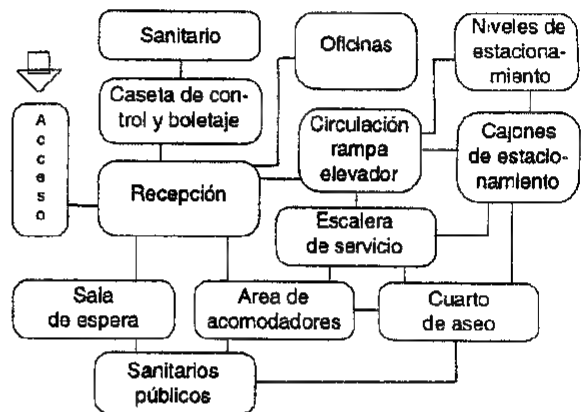 Sanitario
Oficinas
Niveles de
estaciona-
miento
Caseta de con-
trol y boletaje
Acceso
Circulación
rampa
elevador
Cajones
de estacio-
namiento
Recepción
Escalera
de servicio
Sala
de espera
Area de
acomodadores
Cuarto
de aseo
Sanitarios
públicos